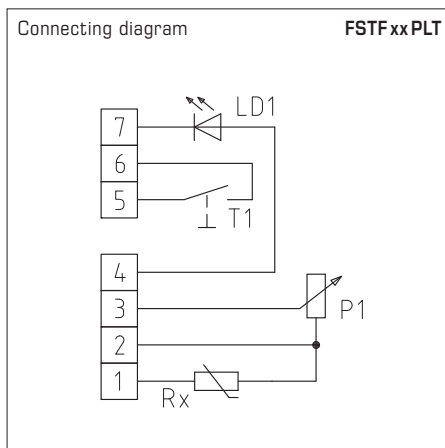 Connecting diagram FSTF xx PLT
7 LD1
6
5 T1
4
3 P1
2
1 Rx